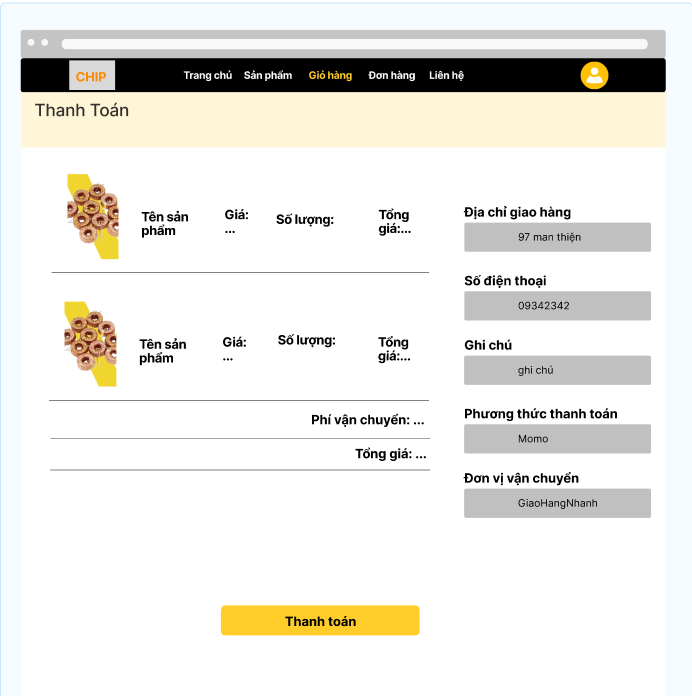 CHIP
Trang chủ Sản phẩm Giỏ hàng Đơn hàng Liên hệ
Thanh Toán
Tên sản
phẩm
Giá:
...
Số lượng:
Tổng
giá:...
Tên sản
phẩm
Giá:
...
Số lượng:
Tổng
giá:...
Phí vận chuyển: ...
Tổng giá: ...
Địa chỉ giao hàng
97 man thiện
Số điện thoại
09342342
Ghi chú
ghi chú
Phương thức thanh toán
Momo
Đơn vị vận chuyển
GiaoHangNhanh
Thanh toán